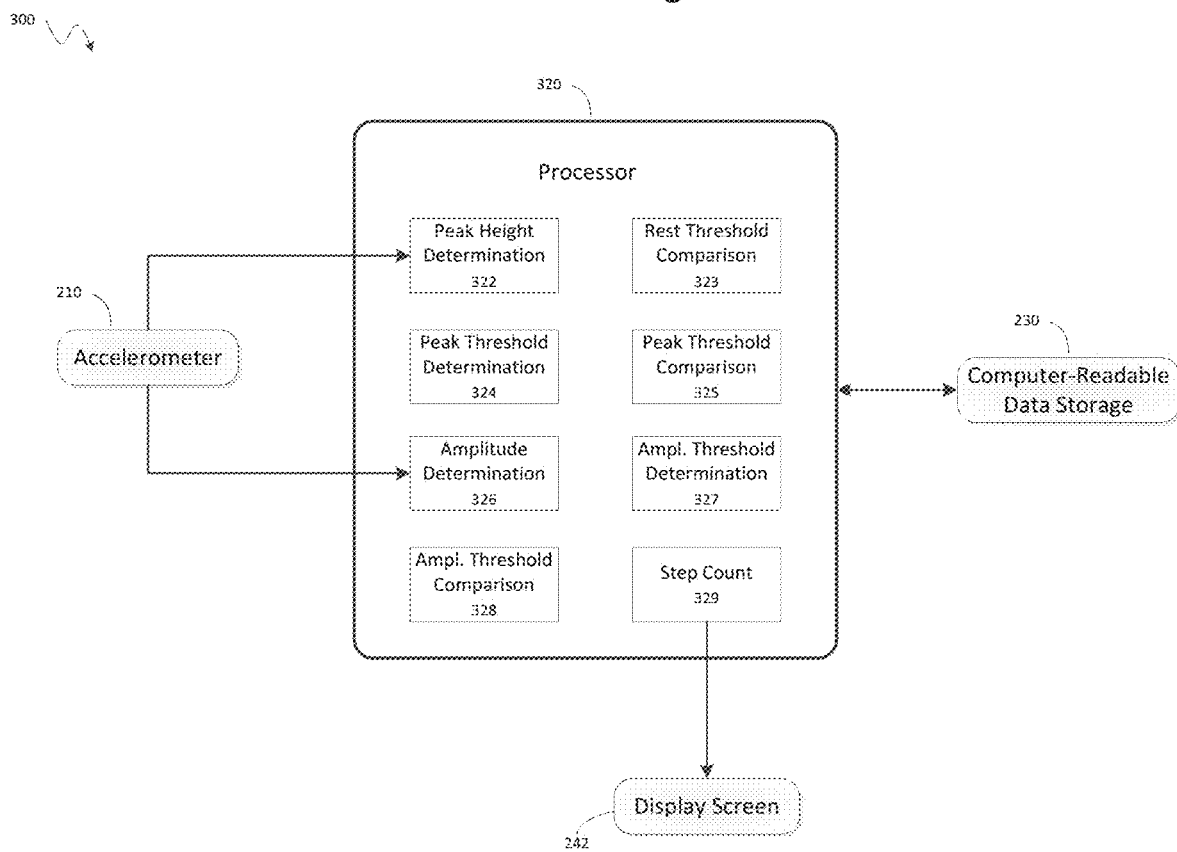 300
320
Processor
Peak Height
Determination
322
Rest Threshold
Comparison
323
210
Accelerometer
Peak Threshold
Determination
324
Peak Threshold
Comparison
325
230
Computer-Readable
Data Storage
Amplitude
Determination
326
Ampl. Threshold
Determination
327
Ampl. Threshold
Comparison
328
Step Count
329
Display Screen
242